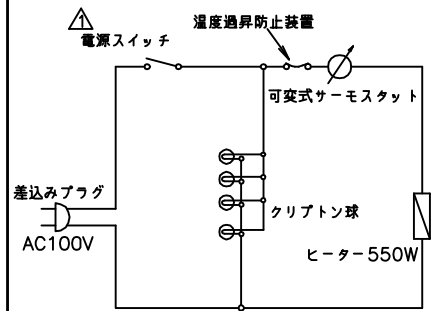 1
温度過昇防止装置
電源スイッチ
可変式サーモスタット
差込みプラグ
クリプトン球
AC100V
ヒーター550W